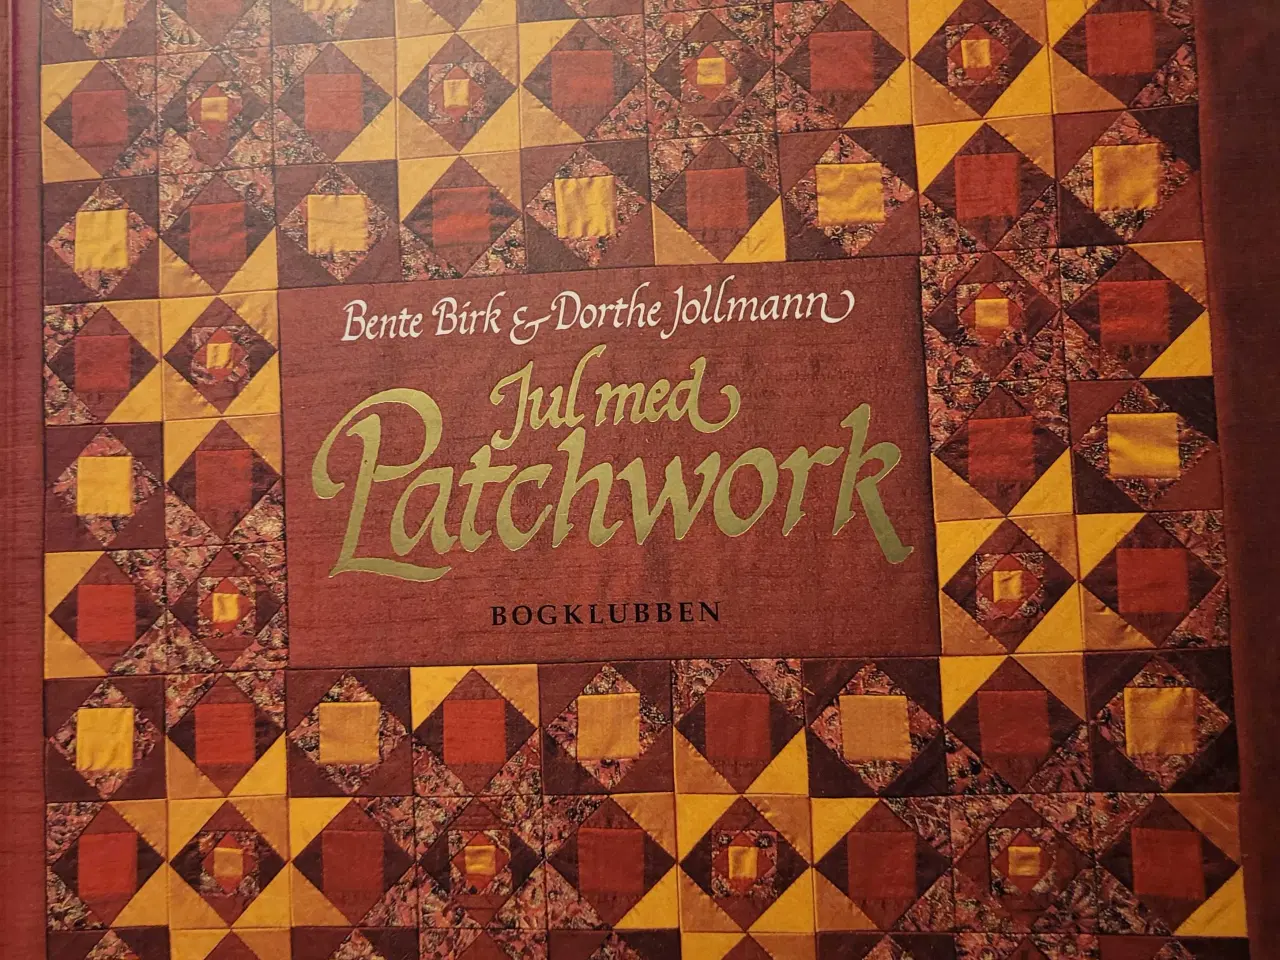 Bente Birk & Dorthe Jollmann
Jul med
Patchwork
BOGKLUBBEN